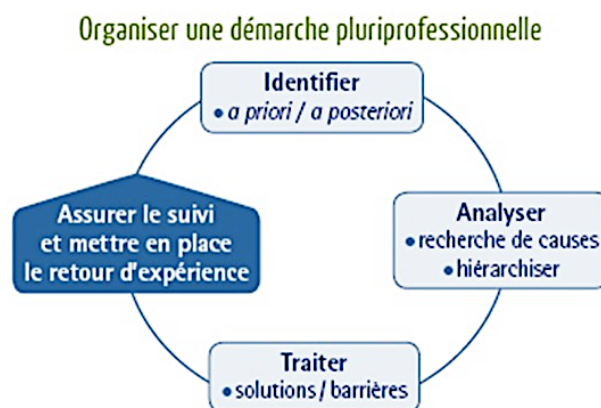 Organiser une démarche pluriprofessionnelle
Identifier
• a priori / a posteriori
Analyser
• recherche de causes
• hiérarchiser
Traiter
• solutions / barrières
Assurer le suivi
et mettre en place
le retour d'expérience